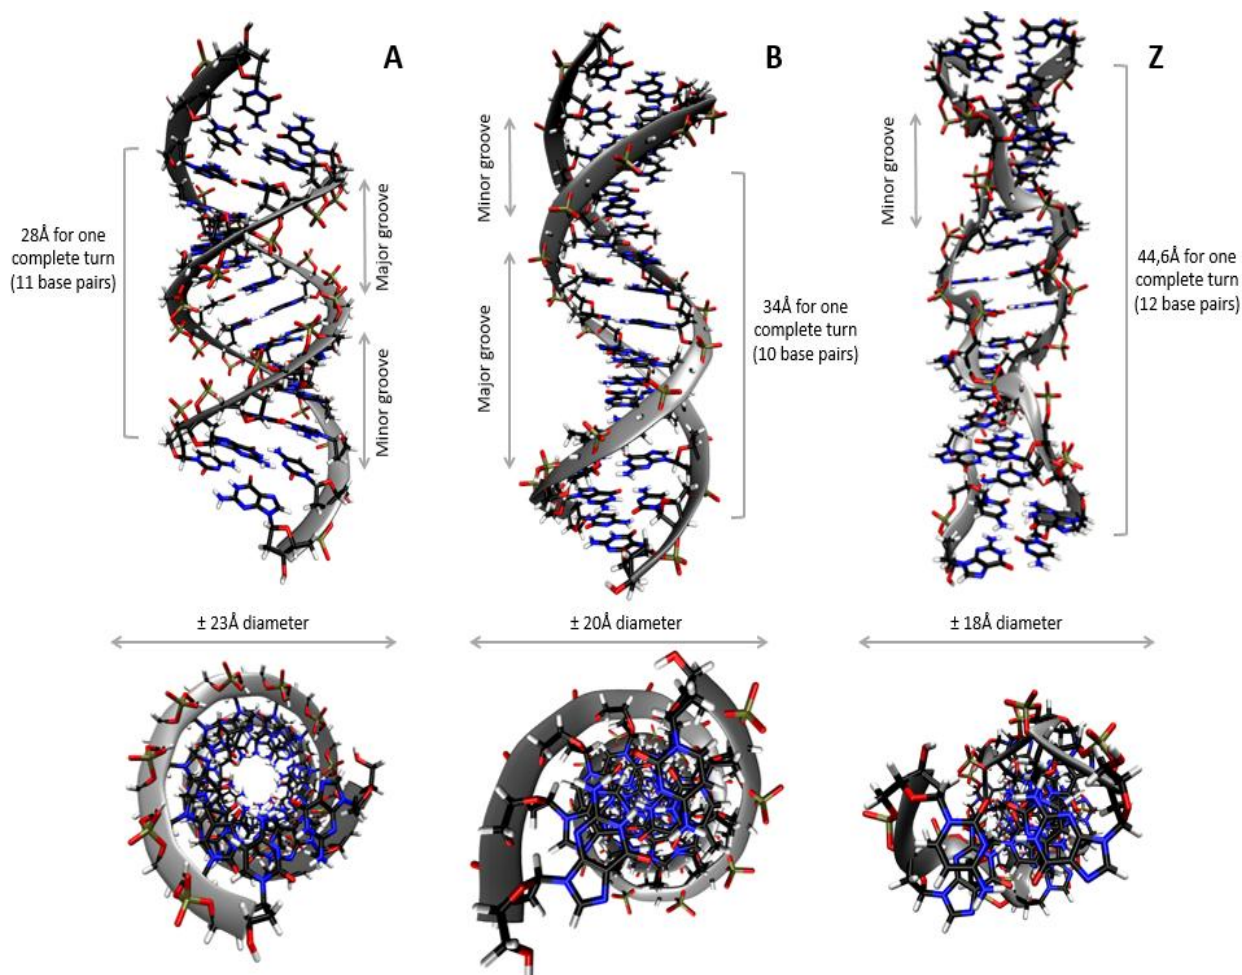 A
28Å for one
complete turn
(11 base pairs)
Major groove
Minor groove
± 23Å diameter
B
Minor groove
Major groove
34Å for one
complete turn
(10 base pairs)
± 20Å diameter
Z
Minor groove
44,6Å for one
complete turn
(12 base pairs)
± 18Å diameter